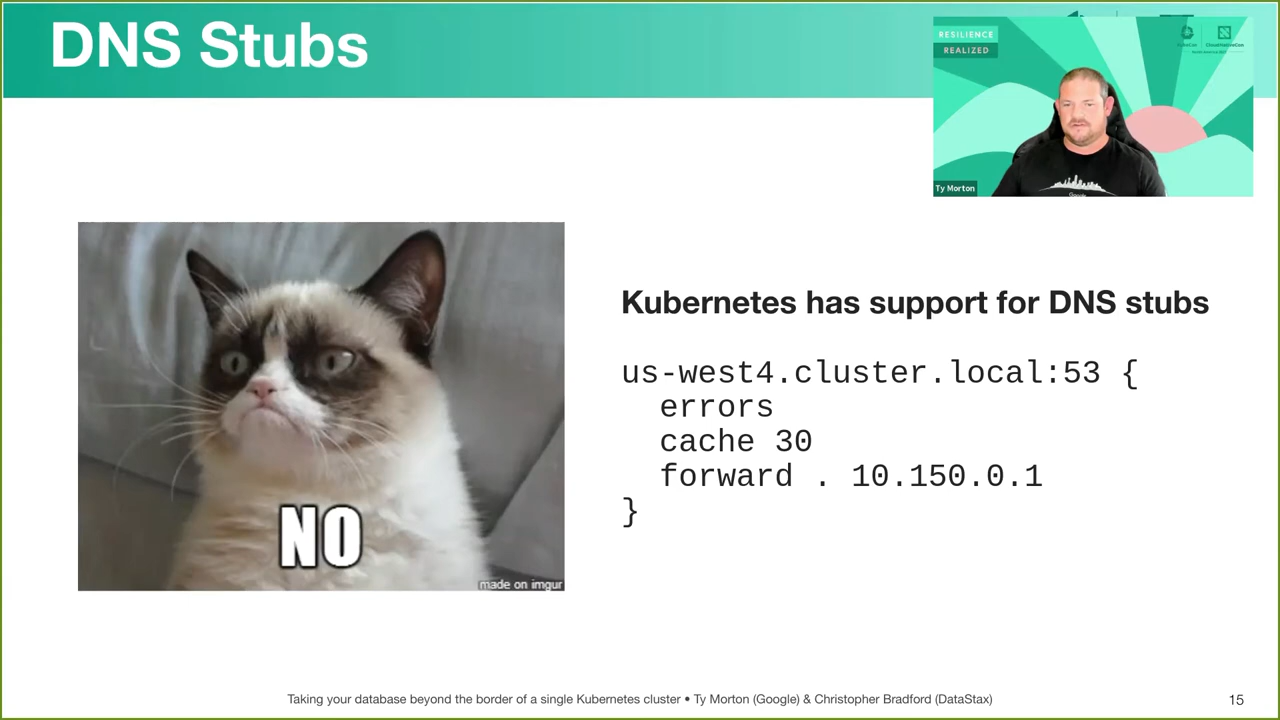 DNS Stubs
RESILIENCE
REALIZED
Ty Morton
Google
NO
made on imgur
Kubernetes has support for DNS stubs
us-west4.cluster.local:53 {
errors
cache 30
forward . 10.150.0.1
}
Taking your database beyond the border of a single Kubernetes cluster • Ty Morton (Google) & Christopher Bradford (DataStax)
15